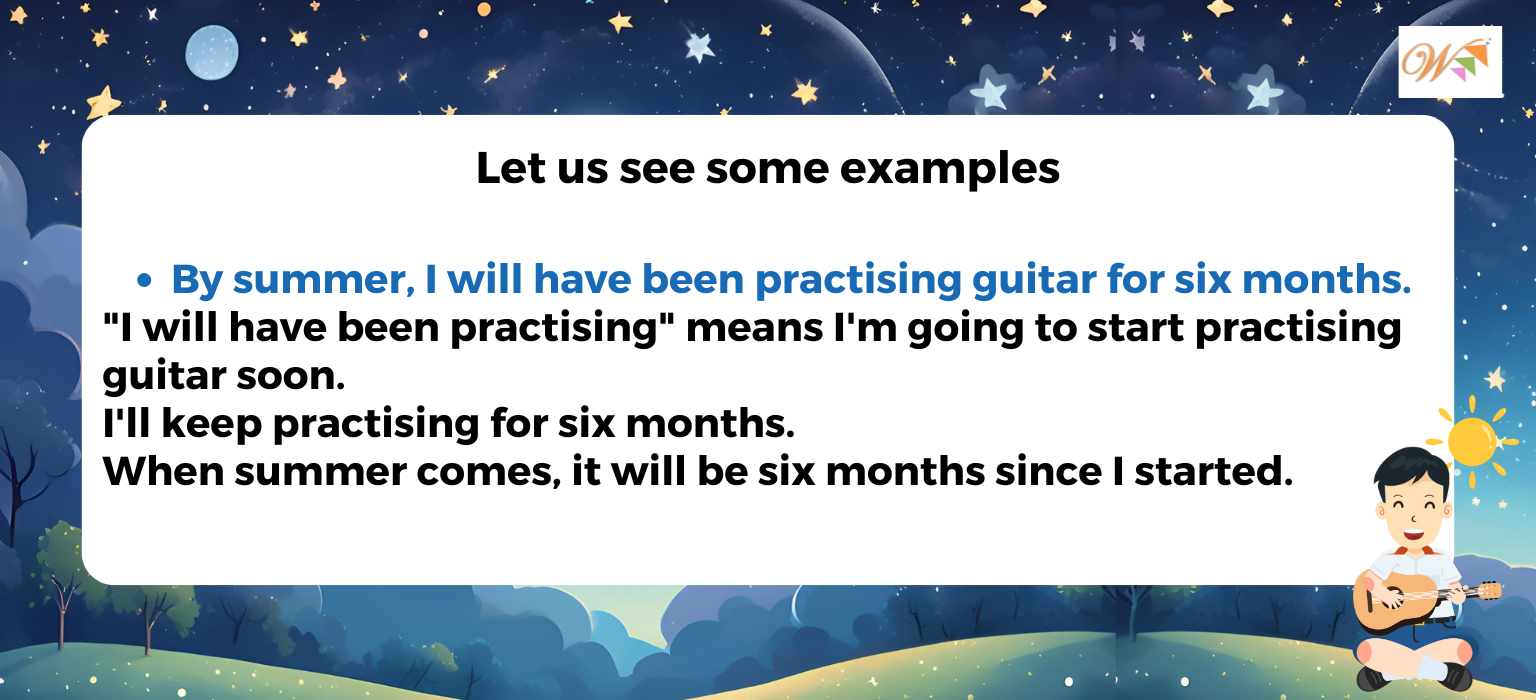 W
Let us see some examples
• By summer, I will have been practising guitar for six months.
"I will have been practising" means I'm going to start practising
guitar soon.
I'll keep practising for six months.
When summer comes, it will be six months since I started.